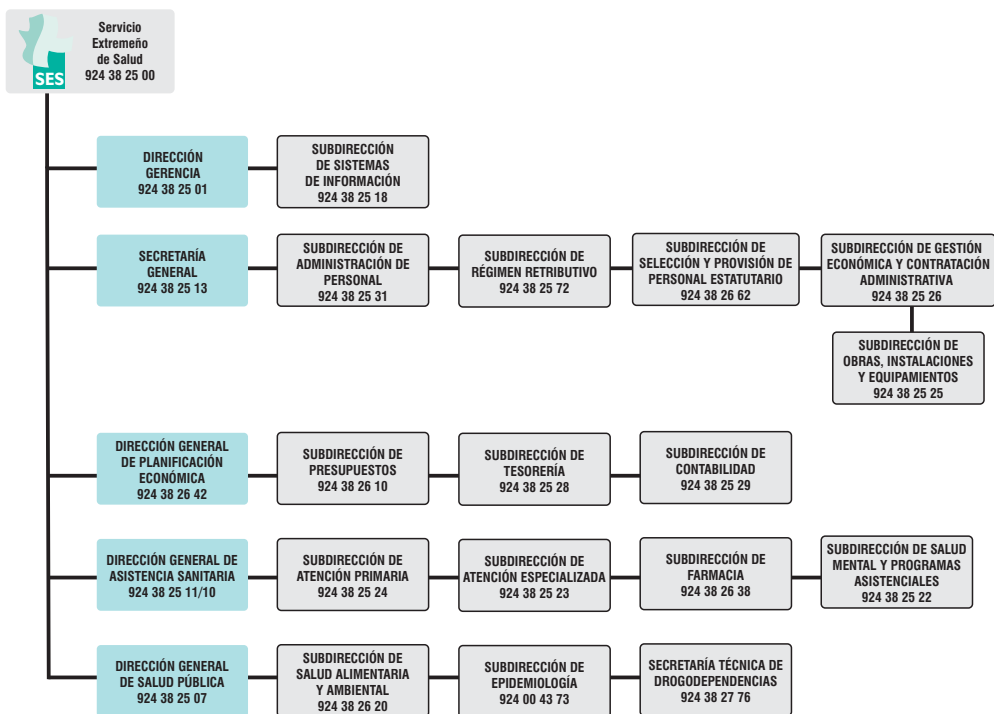 Servicio
Extremeño
de Salud
924 38 25 00
SES
DIRECCIÓN
GERENCIA
924 38 25 01
SUBDIRECCIÓN
DE SISTEMAS
DE INFORMACIÓN
924 38 25 18
SECRETARÍA
GENERAL
924 38 25 13
SUBDIRECCIÓN DE
ADMINISTRACIÓN DE
PERSONAL
924 38 25 31
SUBDIRECCIÓN DE
RÉGIMEN RETRIBUTIVO
924 38 25 72
SUBDIRECCIÓN DE
SELECCIÓN Y PROVISIÓN DE
PERSONAL ESTATUTARIO
924 38 26 62
SUBDIRECCIÓN DE GESTIÓN
ECONÓMICA Y CONTRATACIÓN
ADMINISTRATIVA
924 38 25 26
SUBDIRECCIÓN DE
OBRAS, INSTALACIONES
Y EQUIPAMIENTOS
924 38 25 25
DIRECCIÓN GENERAL
DE PLANIFICACIÓN
ECONÓMICA
924 38 26 42
SUBDIRECCIÓN DE
PRESUPUESTOS
924 38 26 10
SUBDIRECCIÓN DE
TESORERÍA
924 38 25 28
SUBDIRECCIÓN DE
CONTABILIDAD
924 38 25 29
DIRECCIÓN GENERAL DE
ASISTENCIA SANITARIA
924 38 25 11/10
SUBDIRECCIÓN DE
ATENCIÓN PRIMARIA
924 38 25 24
SUBDIRECCIÓN DE
ATENCIÓN ESPECIALIZADA
924 38 25 23
SUBDIRECCIÓN DE
FARMACIA
924 38 26 38
SUBDIRECCIÓN DE SALUD
MENTAL Y PROGRAMAS
ASISTENCIALES
924 38 25 22
DIRECCIÓN GENERAL
DE SALUD PÚBLICA
924 38 25 07
SUBDIRECCIÓN DE
SALUD ALIMENTARIA
Y AMBIENTAL
924 38 26 20
SUBDIRECCIÓN DE
EPIDEMIOLOGÍA
924 00 43 73
SECRETARÍA TÉCNICA DE
DROGODEPENDENCIAS
924 38 27 76